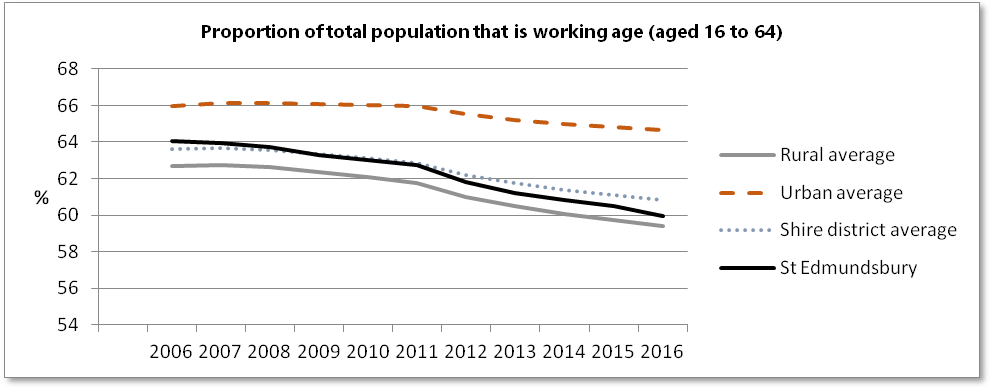 Proportion of total population that is working age (aged 16 to 64)
68
66
64
62
60
58
56
54
%
2006 2007 2008 2009 2010 2011 2012 2013 2014 2015 2016
Rural average
Urban average
Shire district average
St Edmundsbury